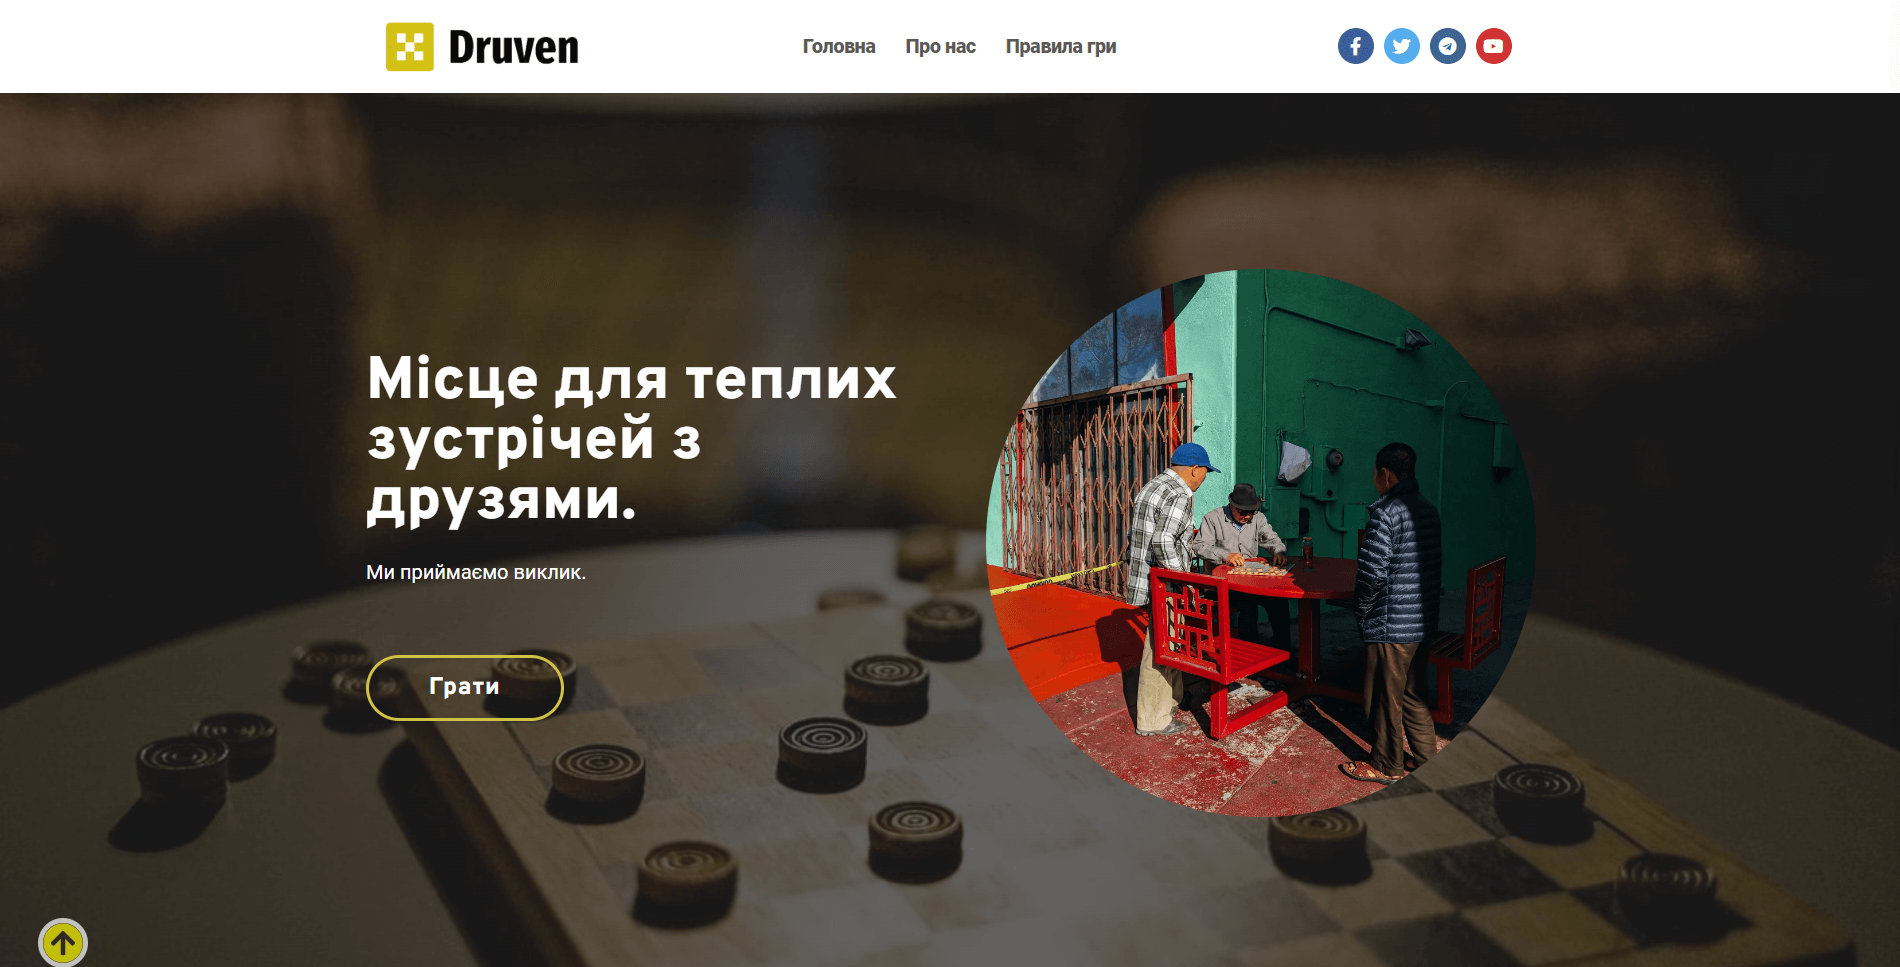 Druven
Головна Про нас Правила гри
Місце для теплих
зустрічей з
друзями.
Ми приймаємо виклик.
Грати